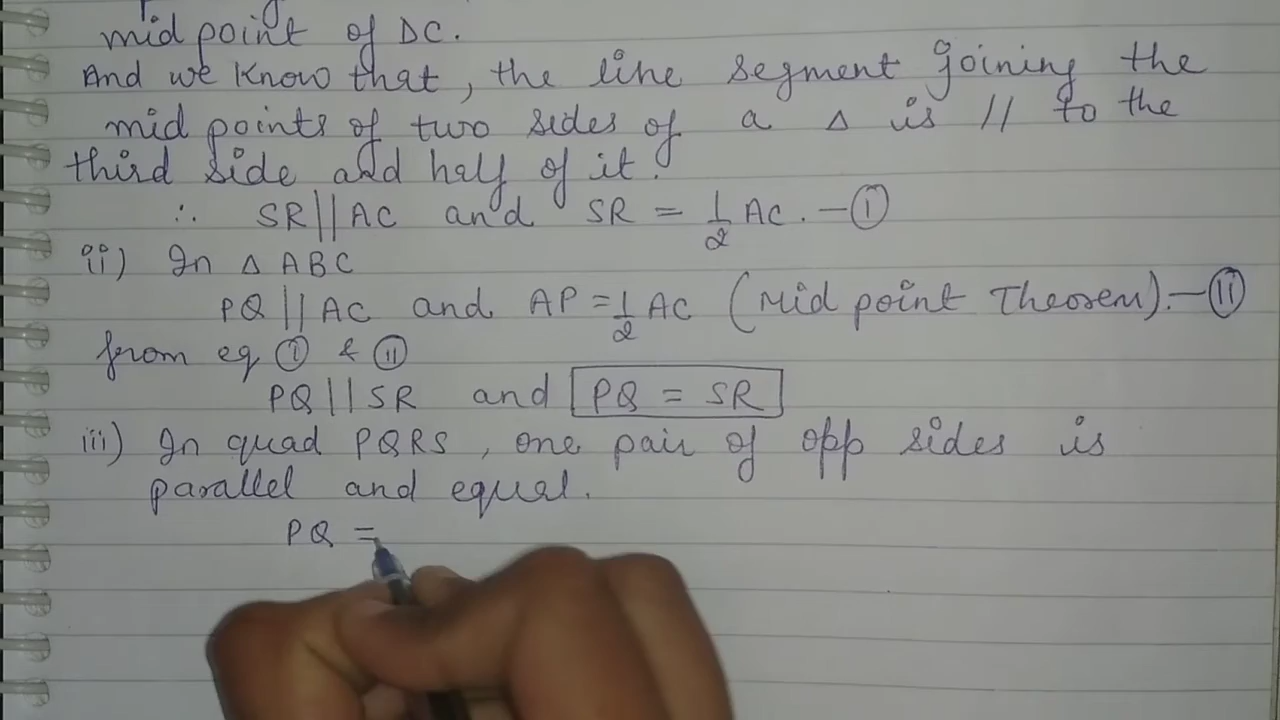 mid point of DC.
And we know that, the line segment joining the
mid points of two sides of a Δ is // to the
third side and half of it.
∴ SR||AC and SR = 1/2 AC. -(i)
ii) In Δ ABC
PQ || AC and AP = 1/2 AC (Mid point Theorem). -(ii)
from eq (i) & (ii)
PQ||SR and PQ = SR
iii) In quad PQRS, one pair of opp sides is
parallel and equal.
PQ =